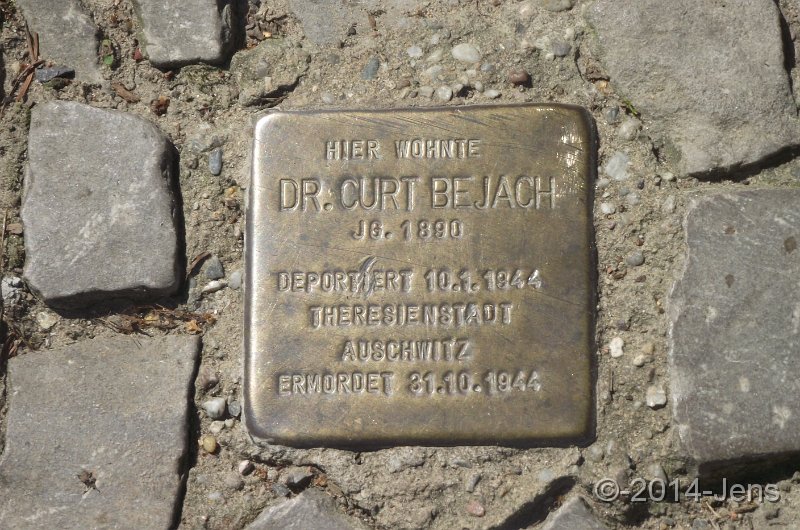 HIER WOHNTE
DR. CURT BEJACH
JG. 1890
DEPORTIERT 10.1.1944
THERESIENSTADT
AUSCHWITZ
ERMORDET 31.10.1944
©-2014-Jens